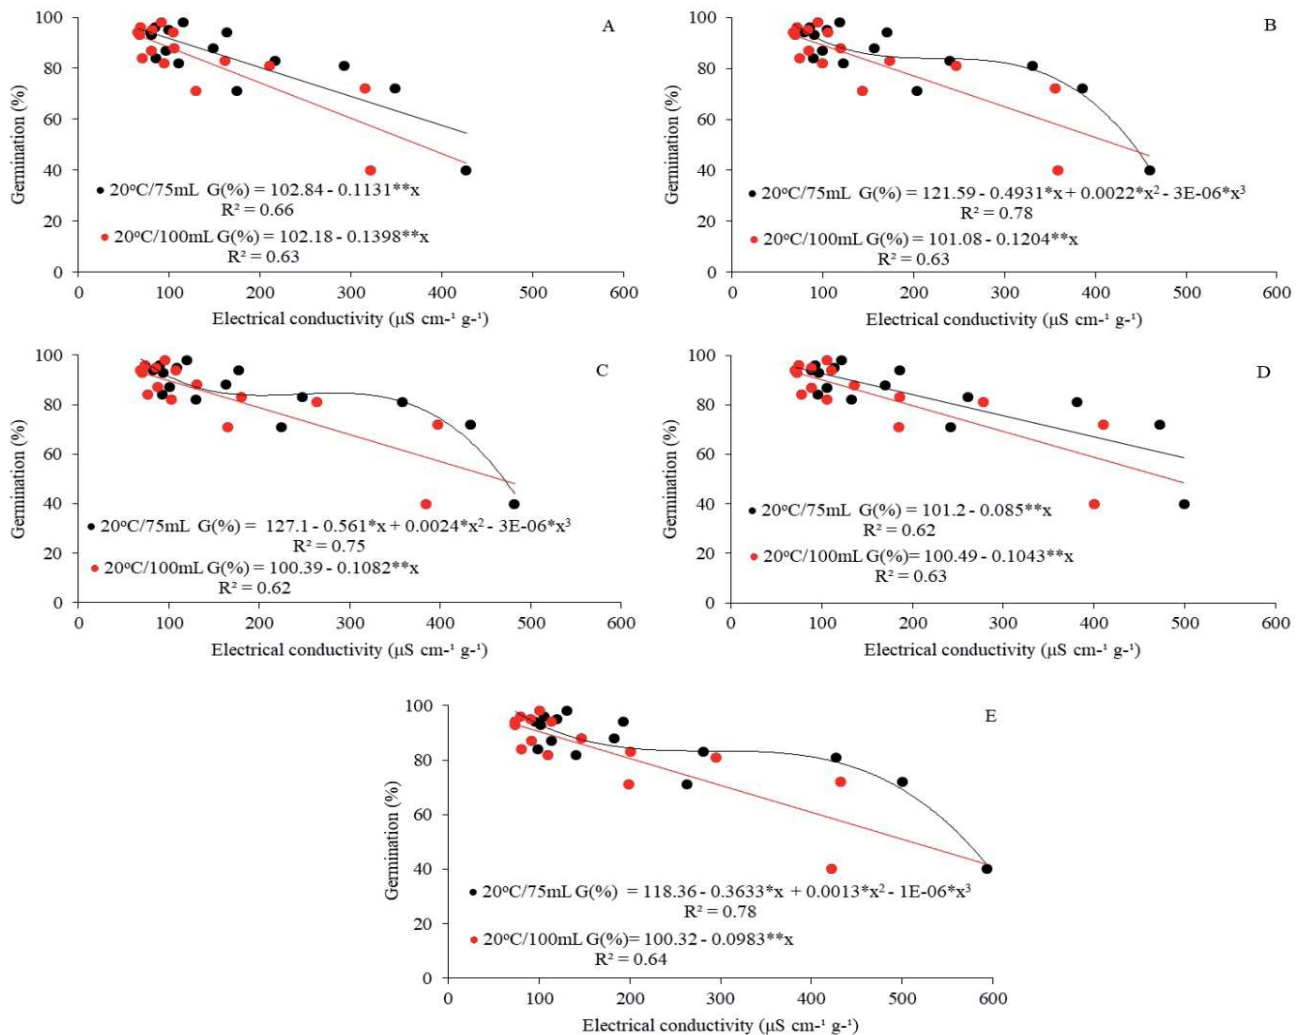 A
Germination (%)
100
80
60
40
20
0
20ºC/75mL G(%) = 102.84 - 0.1131**x
R² = 0.66
20ºC/100mL G(%) = 102.18 - 0.1398**x
R² = 0.63
0 100 200 300 400 500 600
Electrical conductivity (µS cm-¹ g-¹)
B
Germination (%)
100
80
60
40
20
0
20ºC/75mL G(%) = 121.59 - 0.4931*x + 0.0022*x² - 3E-06*x³
R² = 0.78
20ºC/100mL G(%) = 101.08 - 0.1204**x
R² = 0.63
0 100 200 300 400 500 600
Electrical conductivity (µS cm-¹ g-¹)
C
Germination (%)
100
80
60
40
20
0
20ºC/75mL G(%) = 127.1 - 0.561*x + 0.0024*x² - 3E-06*x³
R² = 0.75
20ºC/100mL G(%) = 100.39 - 0.1082**x
R² = 0.62
0 100 200 300 400 500 600
Electrical conductivity (µS cm-¹ g-¹)
D
Germination (%)
100
80
60
40
20
0
20ºC/75mL G(%) = 101.2 - 0.085**x
R² = 0.62
20ºC/100mL G(%)= 100.49 - 0.1043**x
R² = 0.63
0 100 200 300 400 500 600
Electrical conductivity (µS cm-¹ g-¹)
E
Germination (%)
100
80
60
40
20
0
20ºC/75mL G(%) = 118.36 - 0.3633*x + 0.0013*x² - 1E-06*x³
R² = 0.78
20ºC/100mL G(%)= 100.32 - 0.0983**x
R² = 0.64
0 100 200 300 400 500 600
Electrical conductivity (µS cm-¹ g-¹)